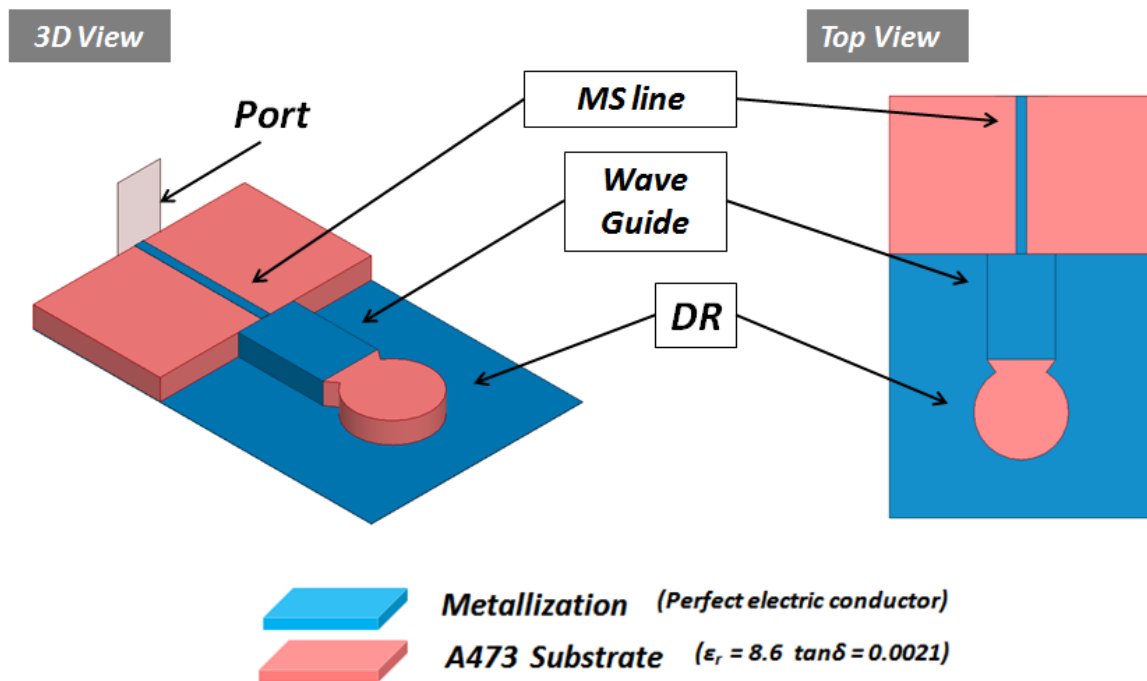 3D View
Top View
MS line
Port
Wave
Guide
DR
Metallization (Perfect electric conductor)
A473 Substrate (εr = 8.6 tanδ = 0.0021)